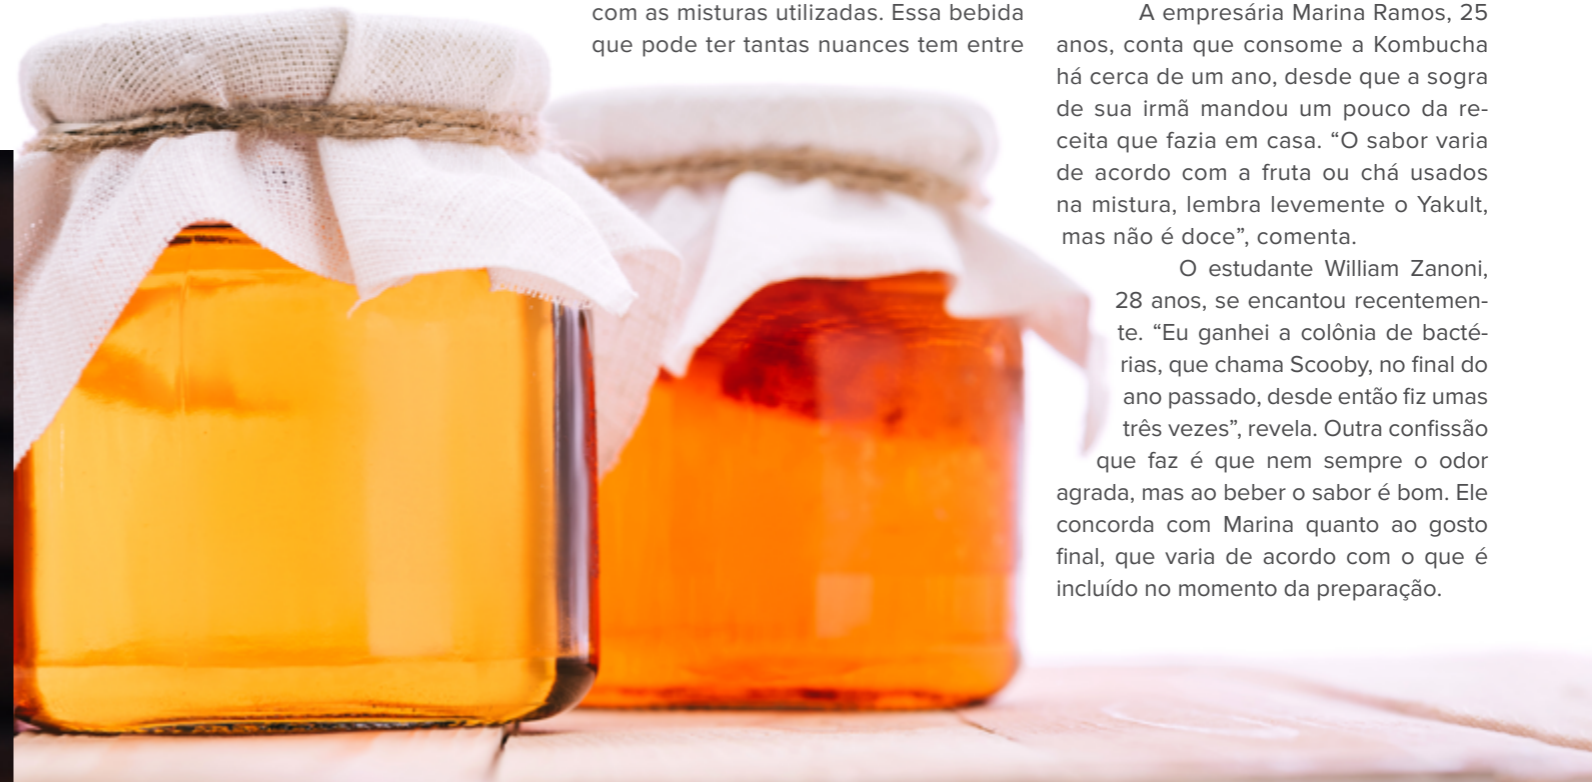 com as misturas utilizadas. Essa bebida
que pode ter tantas nuances tem entre
A empresária Marina Ramos, 25
anos, conta que consome a Kombucha
há cerca de um ano, desde que a sogra
de sua irmã mandou um pouco da re-
ceita que fazia em casa. “O sabor varia
de acordo com a fruta ou chá usados
na mistura, lembra levemente o Yakult,
mas não é doce”, comenta.
O estudante William Zanoni,
28 anos, se encantou recentemen-
te. “Eu ganhei a colônia de bacté-
rias, que chama Scooby, no final do
ano passado, desde então fiz umas
três vezes”, revela. Outra confissão
que faz é que nem sempre o odor
agrada, mas ao beber o sabor é bom. Ele
concorda com Marina quanto ao gosto
final, que varia de acordo com o que é
incluído no momento da preparação.